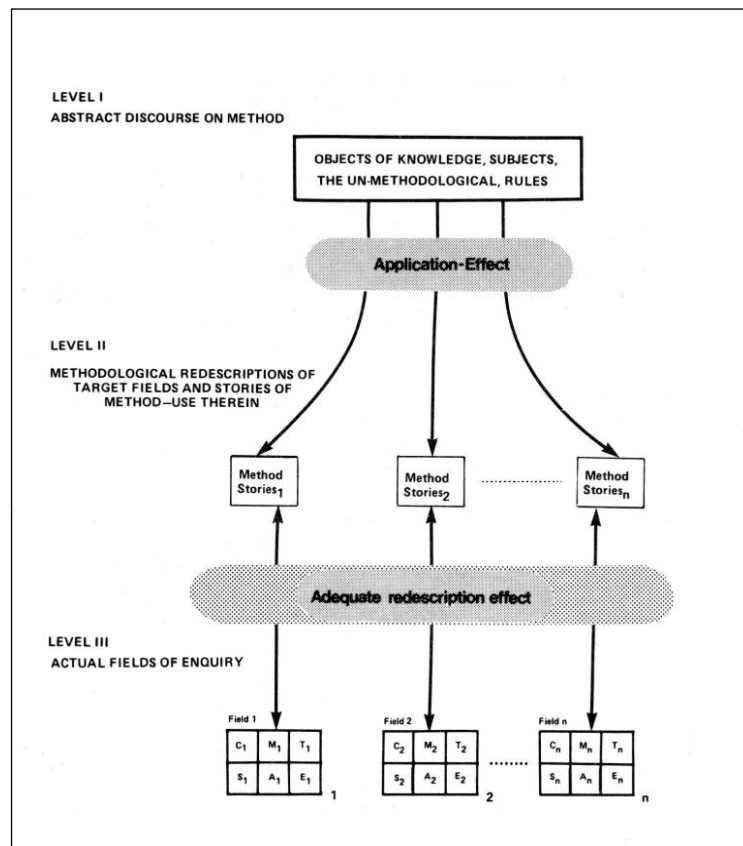 LEVEL I
ABSTRACT DISCOURSE ON METHOD
OBJECTS OF KNOWLEDGE, SUBJECTS,
THE UN-METHODOLOGICAL, RULES
Application-Effect
LEVEL II
METHODOLOGICAL REDESCRIPTIONS OF
TARGET FIELDS AND STORIES OF
METHOD—USE THEREIN
Method
Stories₁
Method
Stories₂
Method
Storiesₙ
Adequate redescription effect
LEVEL III
ACTUAL FIELDS OF ENQUIRY
Field 1
C₁ M₁ T₁
S₁ A₁ E₁
1
Field 2
C₂ M₂ T₂
S₂ A₂ E₂
2
Field n
Cₙ Mₙ Tₙ
Sₙ Aₙ Eₙ
n